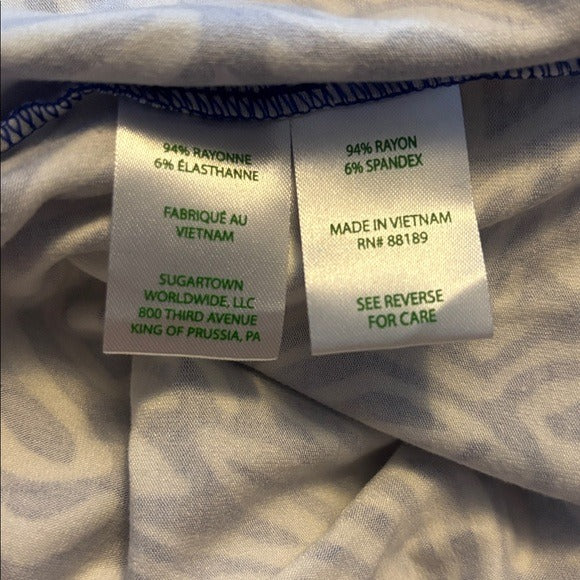 94% RAYONNE
6% ÉLASTHANNE
FABRIQUÉ AU
VIETNAM
SUGARTOWN
WORLDWIDE, LLC
800 THIRD AVENUE
KING OF PRUSSIA, PA
94% RAYON
6% SPANDEX
MADE IN VIETNAM
RN# 88189
SEE REVERSE
FOR CARE